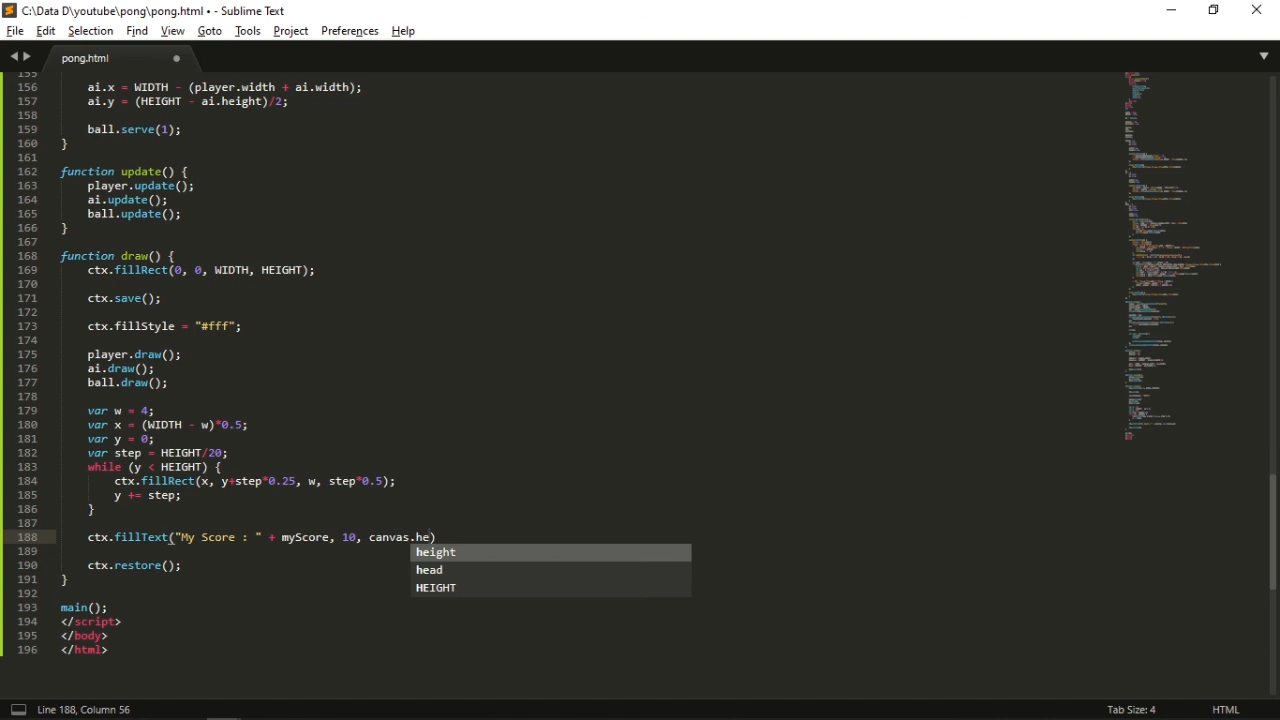 C:\Data D\youtube\pong\pong.html • - Sublime Text
File Edit Selection Find View Goto Tools Project Preferences Help
pong.html
155
156 ai.x = WIDTH - (player.width + ai.width);
157 ai.y = (HEIGHT - ai.height)/2;
158
159 ball.serve(1);
160 }
161
162 function update() {
163 player.update();
164 ai.update();
165 ball.update();
166 }
167
168 function draw() {
169 ctx.fillRect(0, 0, WIDTH, HEIGHT);
170
171 ctx.save();
172
173 ctx.fillStyle = "#fff";
174
175 player.draw();
176 ai.draw();
177 ball.draw();
178
179 var w = 4;
180 var x = (WIDTH - w)*0.5;
181 var y = 0;
182 var step = HEIGHT/20;
183 while (y < HEIGHT) {
184 ctx.fillRect(x, y+step*0.25, w, step*0.5);
185 y += step;
186 }
187
188 ctx.fillText("My Score : " + myScore, 10, canvas.he)
height
189
head
190 ctx.restore();
HEIGHT
191 }
192
193 main();
194 </script>
195 </body>
196 </html>
Line 188, Column 56 Tab Size: 4 HTML